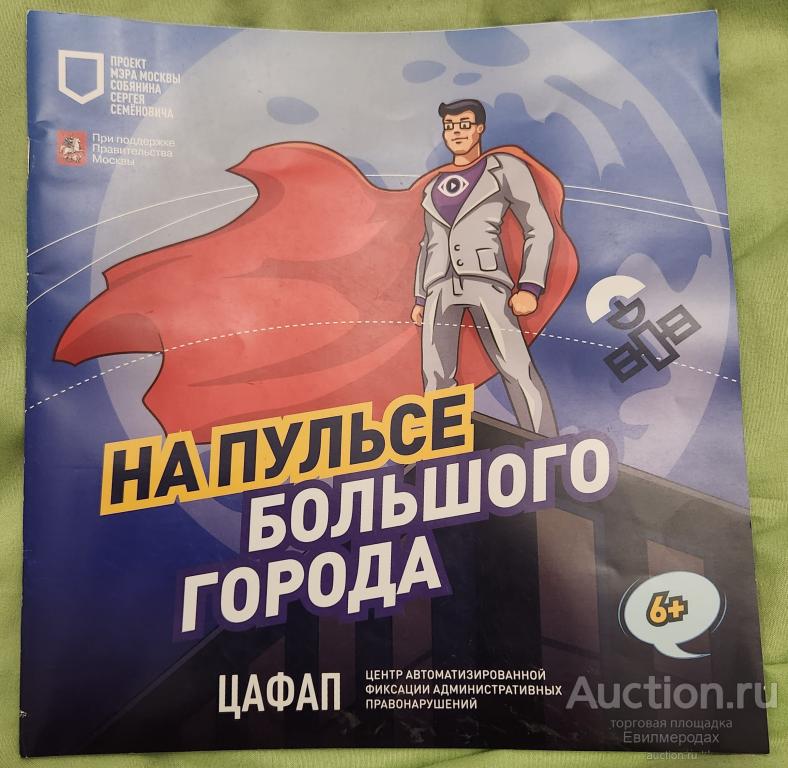 ПРОЕКТ
МЭРА МОСКВЫ
СОБЯНИНА
СЕРГЕЯ
СЕМЁНОВИЧА
При поддержке
Правительства
Москвы
НА ПУЛЬСЕ
БОЛЬШОГО
ГОРОДА
6+
ЦАФАП
ЦЕНТР АВТОМАТИЗИРОВАННОЙ
ФИКСАЦИИ АДМИНИСТРАТИВНЫХ
ПРАВОНАРУШЕНИЙ
Auction.ru
торговая площадка
Евилмеродах